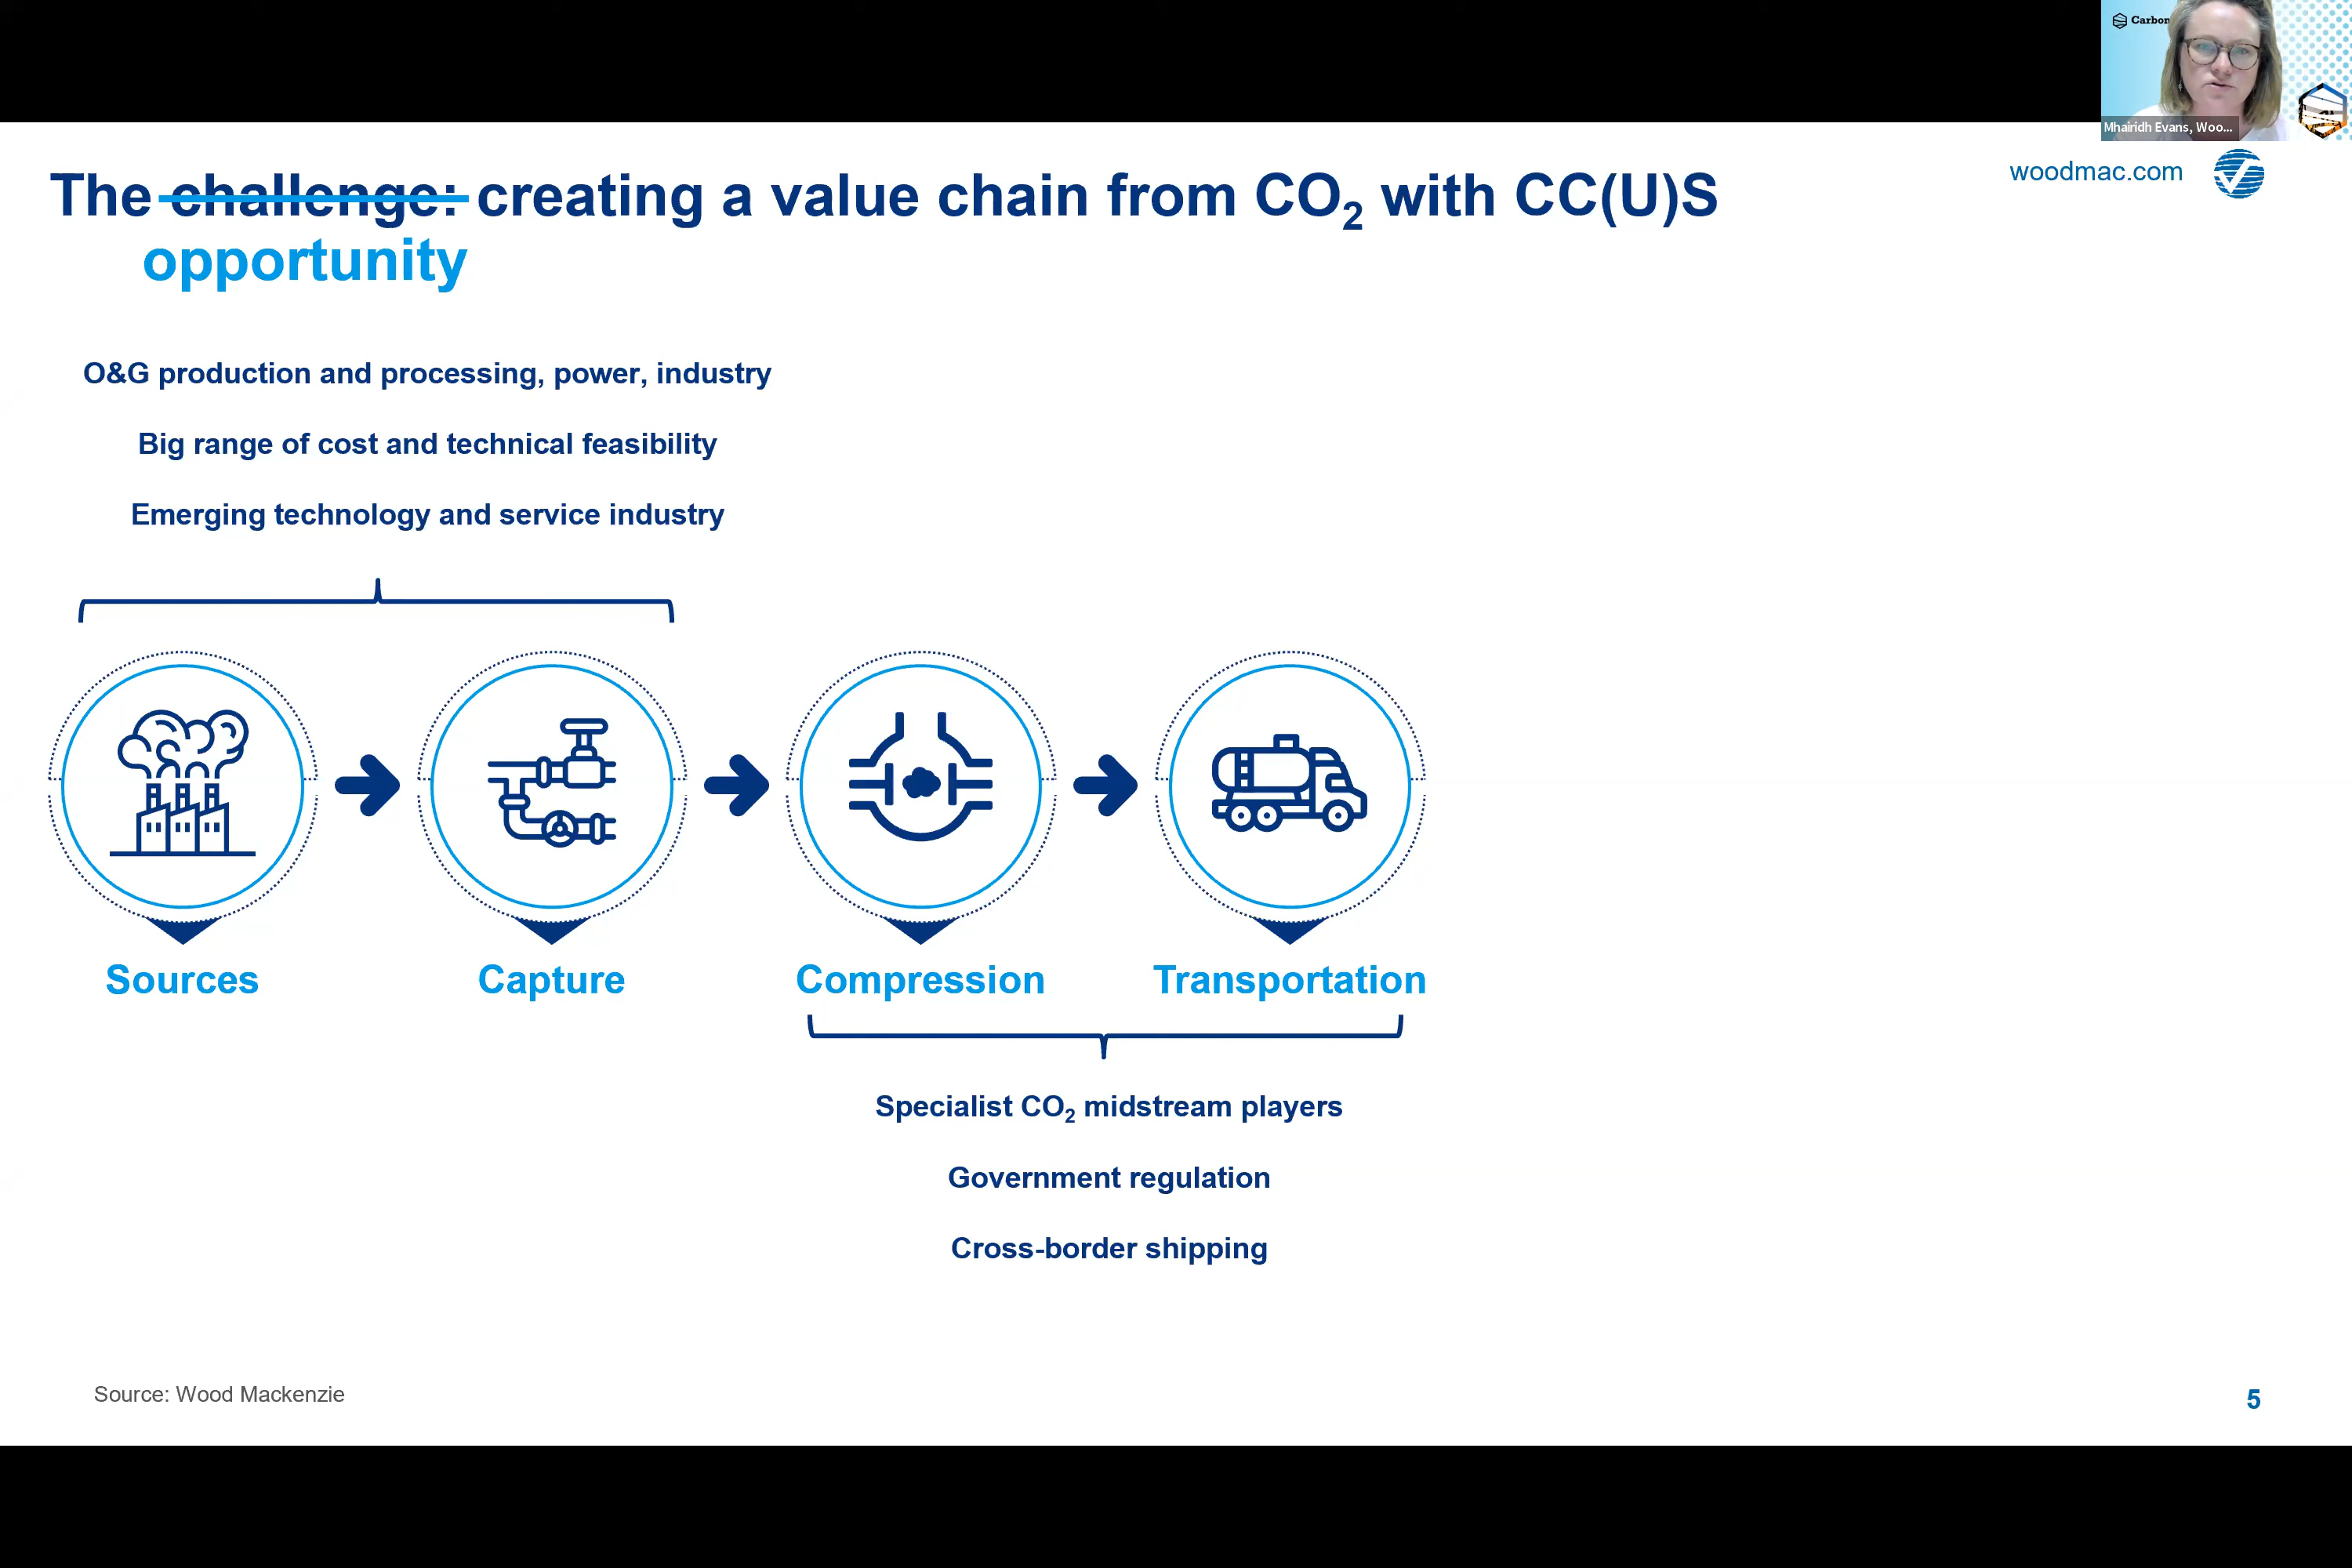 Carbon
Mhairidh Evans, Woo...
woodmac.com
The challenge: creating a value chain from CO₂ with CC(U)S
opportunity
O&G production and processing, power, industry
Big range of cost and technical feasibility
Emerging technology and service industry
Sources
Capture
Compression
Transportation
Specialist CO₂ midstream players
Government regulation
Cross-border shipping
Source: Wood Mackenzie
5